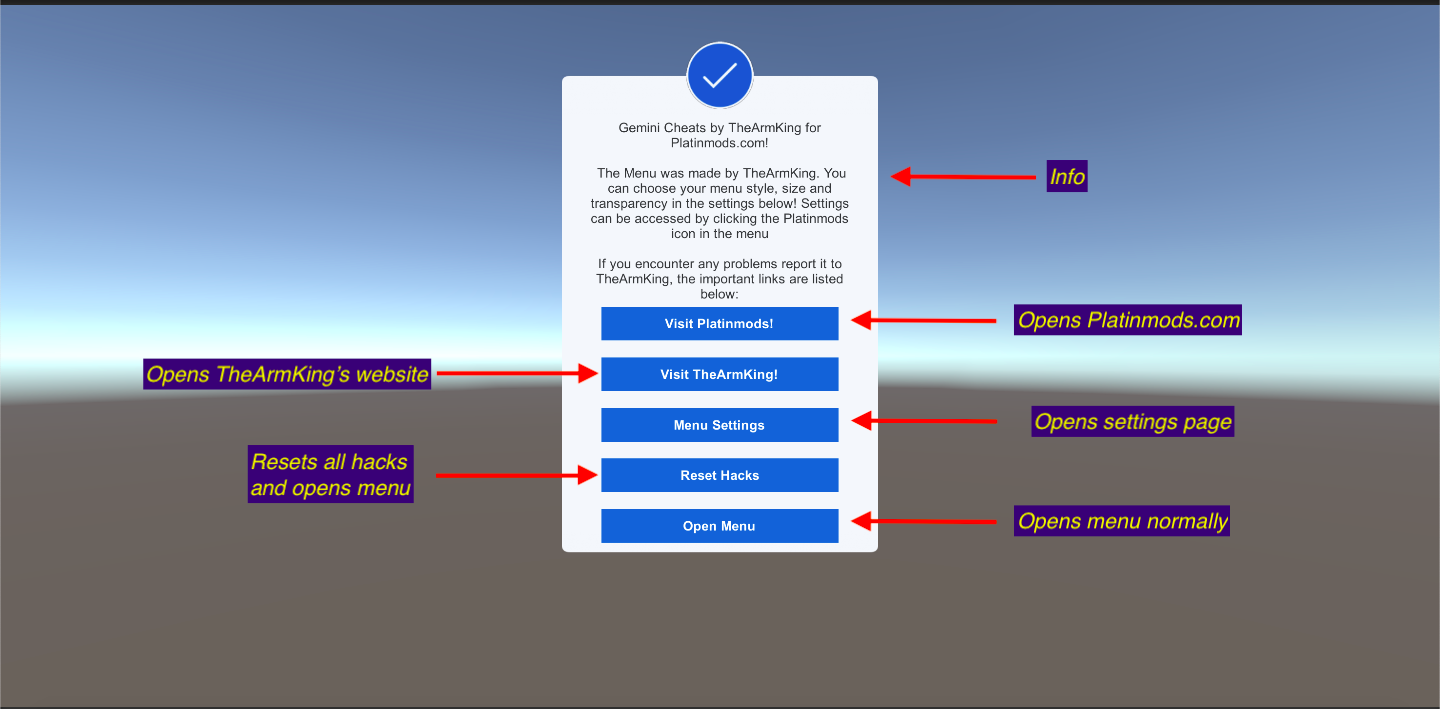 Gemini Cheats by TheArmKing for
Platinmods.com!
The Menu was made by TheArmKing. You
can choose your menu style, size and
transparency in the settings below! Settings
can be accessed by clicking the Platinmods
icon in the menu
If you encounter any problems report it to
TheArmKing, the important links are listed
below:
Visit Platinmods!
Visit TheArmKing!
Menu Settings
Reset Hacks
Open Menu
Info
Opens Platinmods.com
Opens TheArmKing's website
Opens settings page
Resets all hacks
and opens menu
Opens menu normally